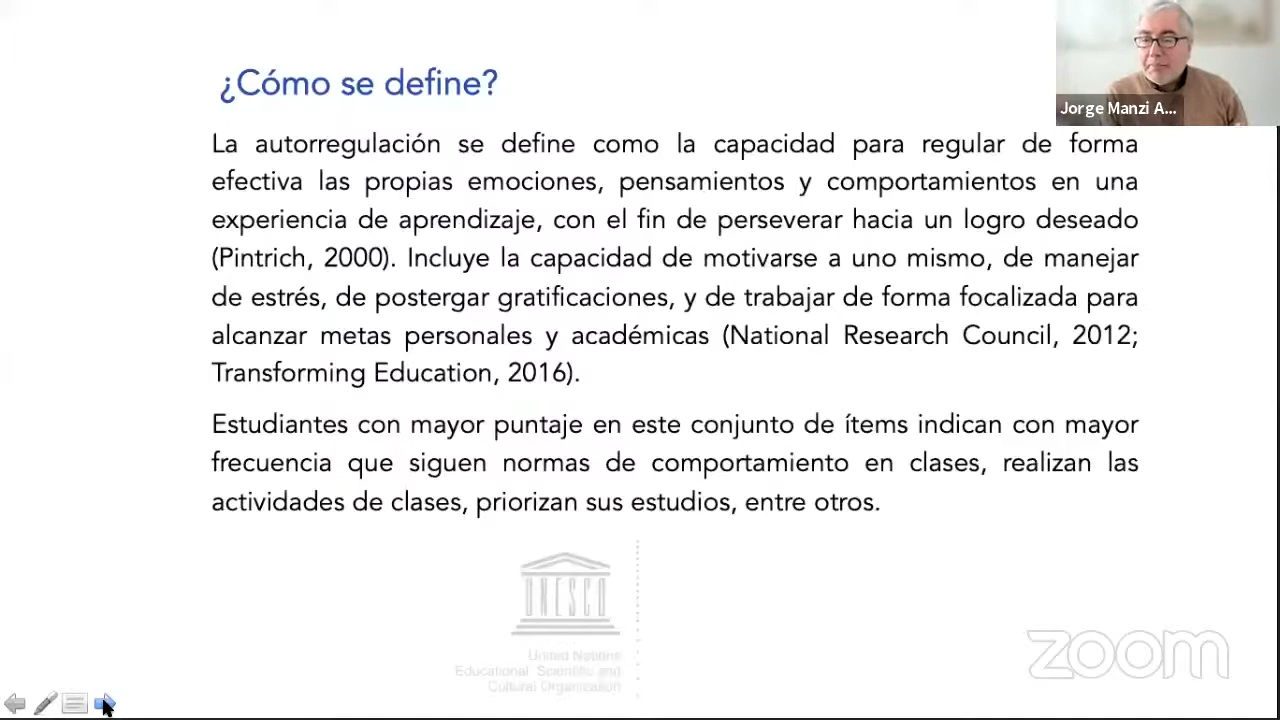 ¿Cómo se define?
Jorge Manzi A...
La autorregulación se define como la capacidad para regular de forma
efectiva las propias emociones, pensamientos y comportamientos en una
experiencia de aprendizaje, con el fin de perseverar hacia un logro deseado
(Pintrich, 2000). Incluye la capacidad de motivarse a uno mismo, de manejar
de estrés, de postergar gratificaciones, y de trabajar de forma focalizada para
alcanzar metas personales y académicas (National Research Council, 2012;
Transforming Education, 2016).
Estudiantes con mayor puntaje en este conjunto de ítems indican con mayor
frecuencia que siguen normas de comportamiento en clases, realizan las
actividades de clases, priorizan sus estudios, entre otros.
UNESCO
United Nations
Educational, Scientific and
Cultural Organization
zoom